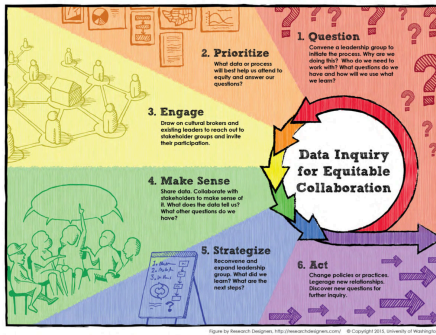 1. Question
Convene a leadership group to
initiate the process. Why are we
doing this? Who do we need to
work with? What questions do we
have and how will we use what
we learn?
2. Prioritize
What data or process
will best help us attend to
equity and answer our
questions?
3. Engage
Draw on cultural brokers and
existing leaders to reach out to
stakeholder groups and invite
their participation.
Data Inquiry
for Equitable
Collaboration
4. Make Sense
Share data. Collaborate with
stakeholders to make sense of
it. What does the data tell us?
What other questions do we
have?
5. Strategize
Reconvene and
expand leadership
group. What did we
learn? What are the
next steps?
6. Act
Change policies or practices.
Leverage new relationships.
Discover new questions for
further inquiry.
Figure by Research Designers, http://researchdesigners.com/ © Copyright 2013, University of Washington